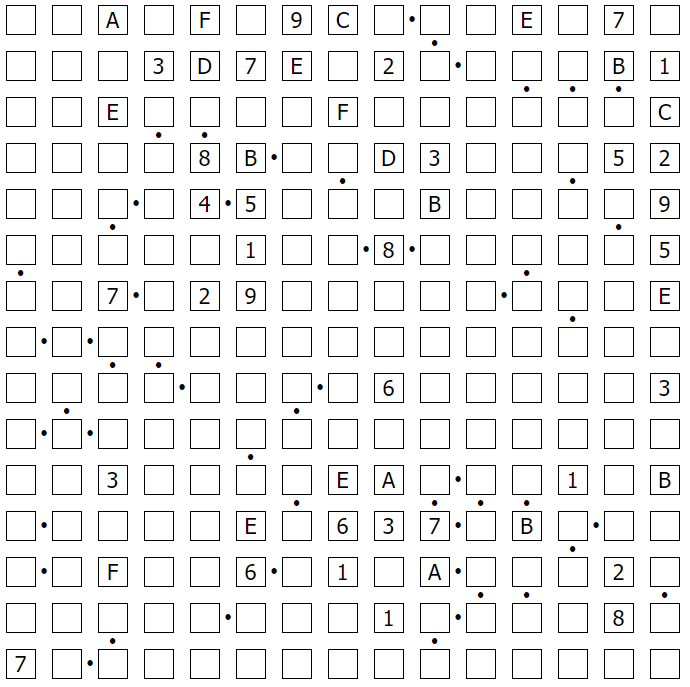 A F 9 C E 7
3 D 7 E 2 B 1
E F C
8 B D 3 5 2
4 5 B 9
1 8 5
7 2 9 E
6 3
3 E A 1 B
E 6 3 7 B
F 6 1 A 2
1 8
7